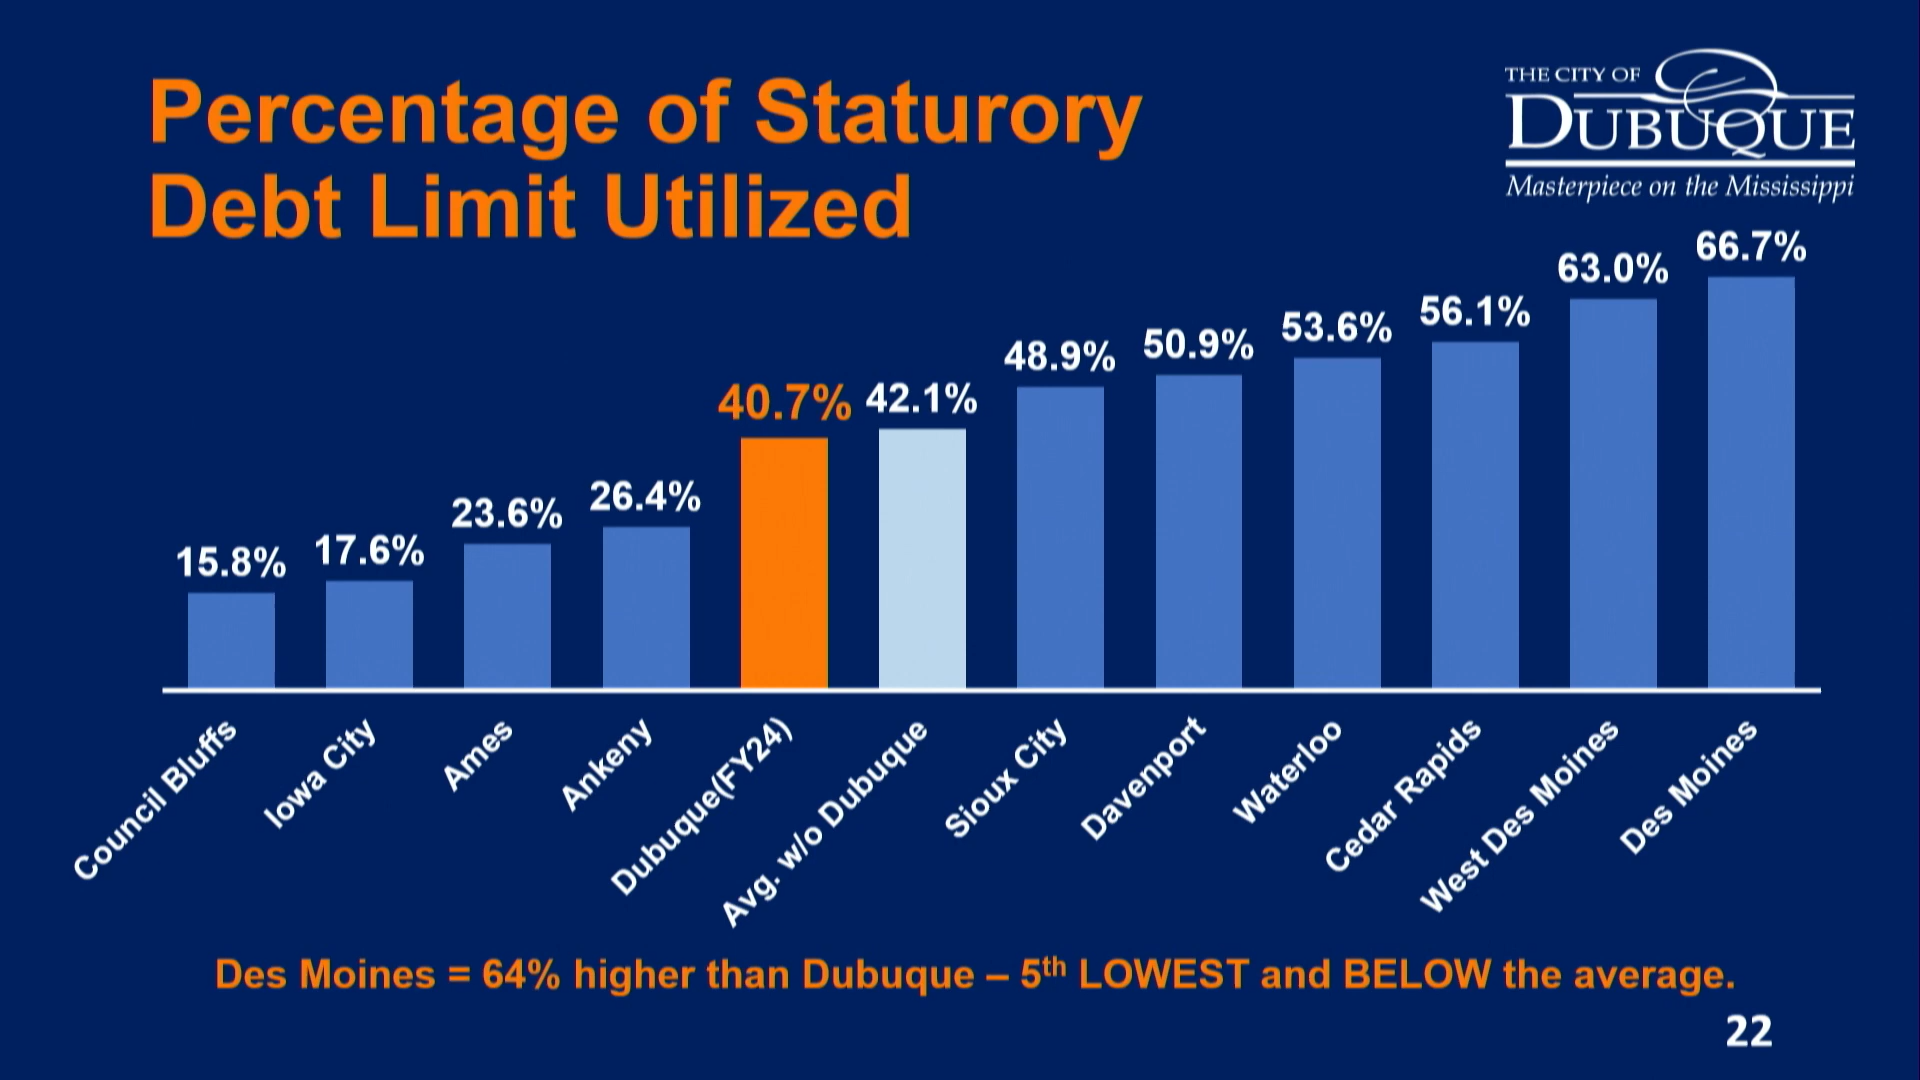 Percentage of Staturory
Debt Limit Utilized
THE CITY OF
DUBUQUE
Masterpiece on the Mississippi
15.8%
17.6%
23.6%
26.4%
40.7%
42.1%
48.9%
50.9%
53.6%
56.1%
63.0%
66.7%
Council Bluffs
Iowa City
Ames
Ankeny
Dubuque(FY24)
Avg. w/o Dubuque
Sioux City
Davenport
Waterloo
Cedar Rapids
West Des Moines
Des Moines
Des Moines = 64% higher than Dubuque – 5th LOWEST and BELOW the average.
22